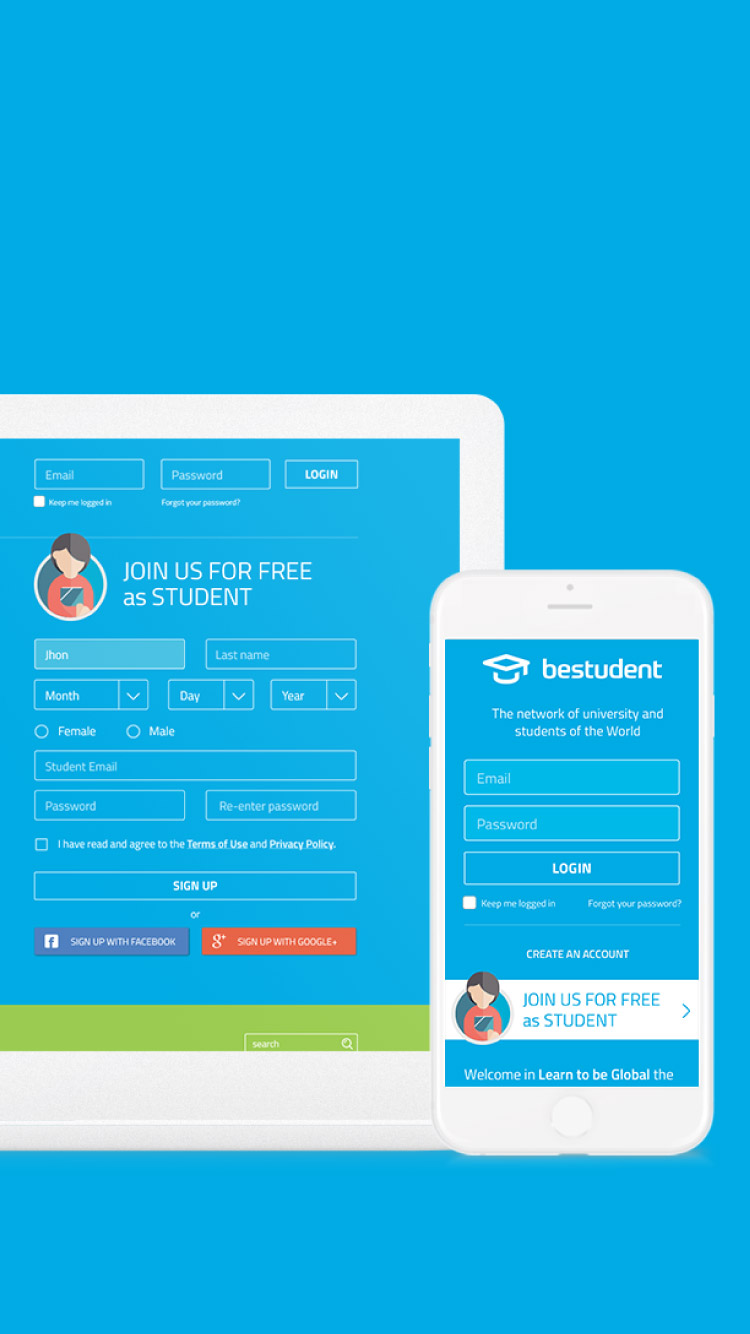 Email
Password
LOGIN
Keep me logged in
Forgot your password?
JOIN US FOR FREE
as STUDENT
Jhon
Last name
Month
Day
Year
Female
Male
Student Email
Password
Re-enter password
I have read and agree to the Terms of Use and Privacy Policy.
SIGN UP
or
f SIGN UP WITH FACEBOOK
g+ SIGN UP WITH GOOGLE+
search
bestudent
The network of university and
students of the World
Email
Password
LOGIN
Keep me logged in
Forgot your password?
CREATE AN ACCOUNT
JOIN US FOR FREE
as STUDENT
Welcome in Learn to be Global the